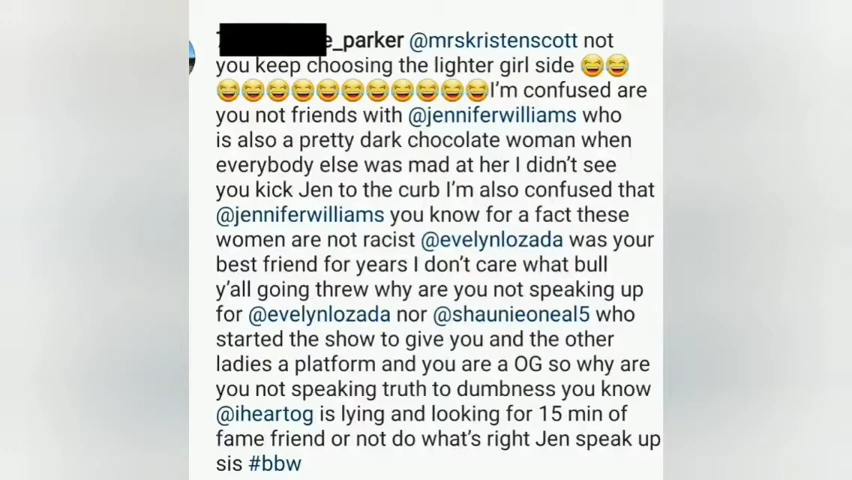 e_parker @mrskristenscott not
you keep choosing the lighter girl side 😂😂
😂😂😂😂😂😂😂😂😂😂😂I'm confused are
you not friends with @jenniferwilliams who
is also a pretty dark chocolate woman when
everybody else was mad at her I didn't see
you kick Jen to the curb I'm also confused that
@jenniferwilliams you know for a fact these
women are not racist @evelynlozada was your
best friend for years I don't care what bull
y'all going threw why are you not speaking up
for @evelynlozada nor @shaunieoneal5 who
started the show to give you and the other
ladies a platform and you are a OG so why are
you not speaking truth to dumbness you know
@iheartog is lying and looking for 15 min of
fame friend or not do what's right Jen speak up
sis #bbw